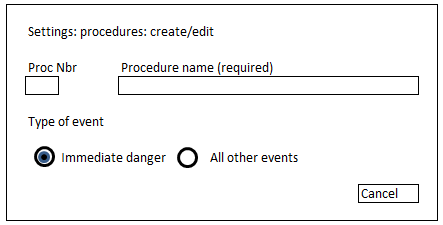 Settings: procedures: create/edit
Proc Nbr Procedure name (required)
Type of event
Immediate danger All other events
Cancel